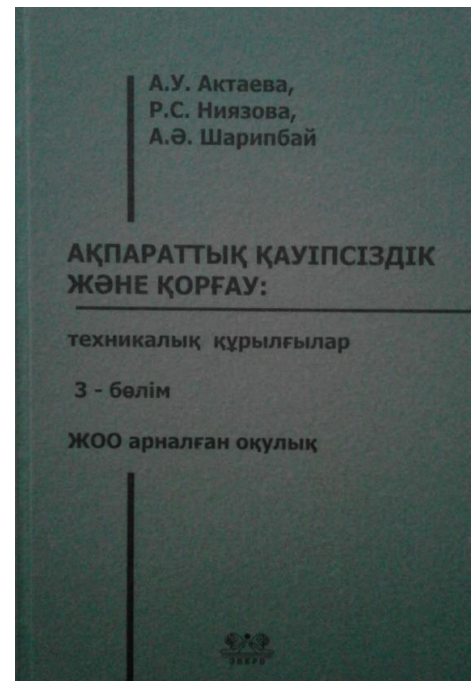 А.У. Актаева,
Р.С. Ниязова,
А.Ә. Шарипбай
АҚПАРАТТЫҚ ҚАУІПСІЗДІК
ЖӘНЕ ҚОРҒАУ:
техникалық құрылғылар
3 - бөлім
ЖОО арналған оқулық